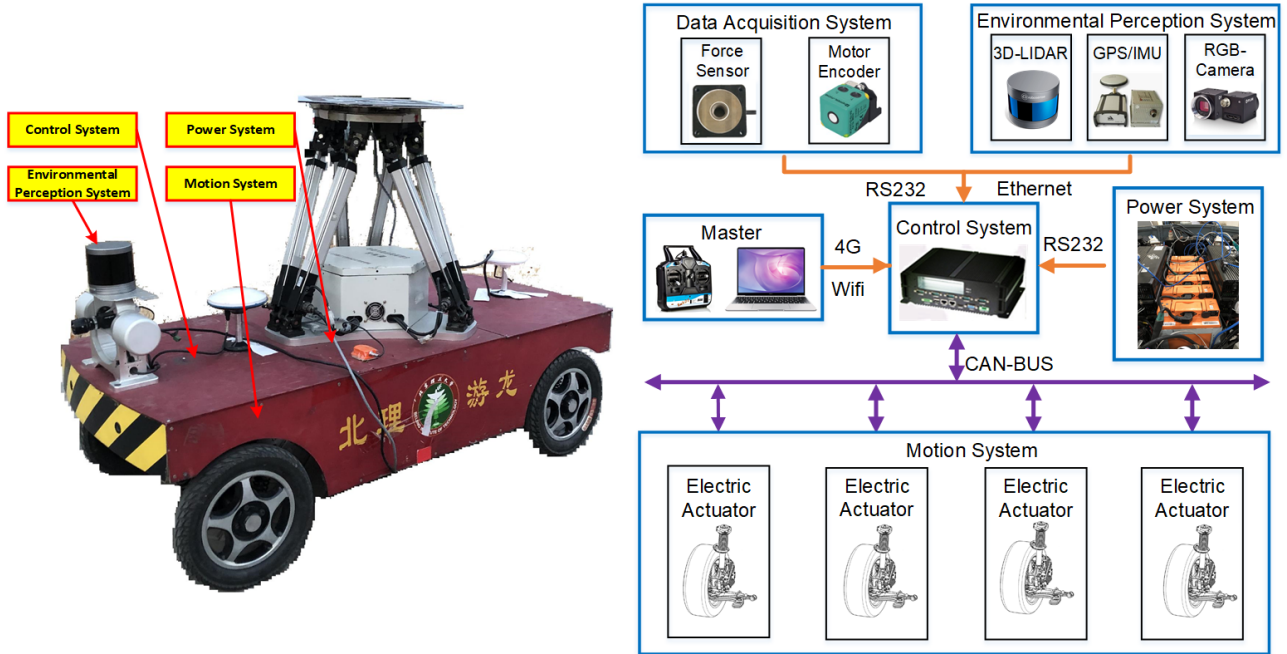 Control System
Power System
Environmental
Perception System
Motion System
北理 游龙
Data Acquisition System
Force
Sensor
Motor
Encoder
Environmental Perception System
3D-LIDAR
GPS/IMU
RGB-
Camera
RS232
Ethernet
Master
4G
Wifi
Control System
RS232
Power System
CAN-BUS
Motion System
Electric
Actuator
Electric
Actuator
Electric
Actuator
Electric
Actuator